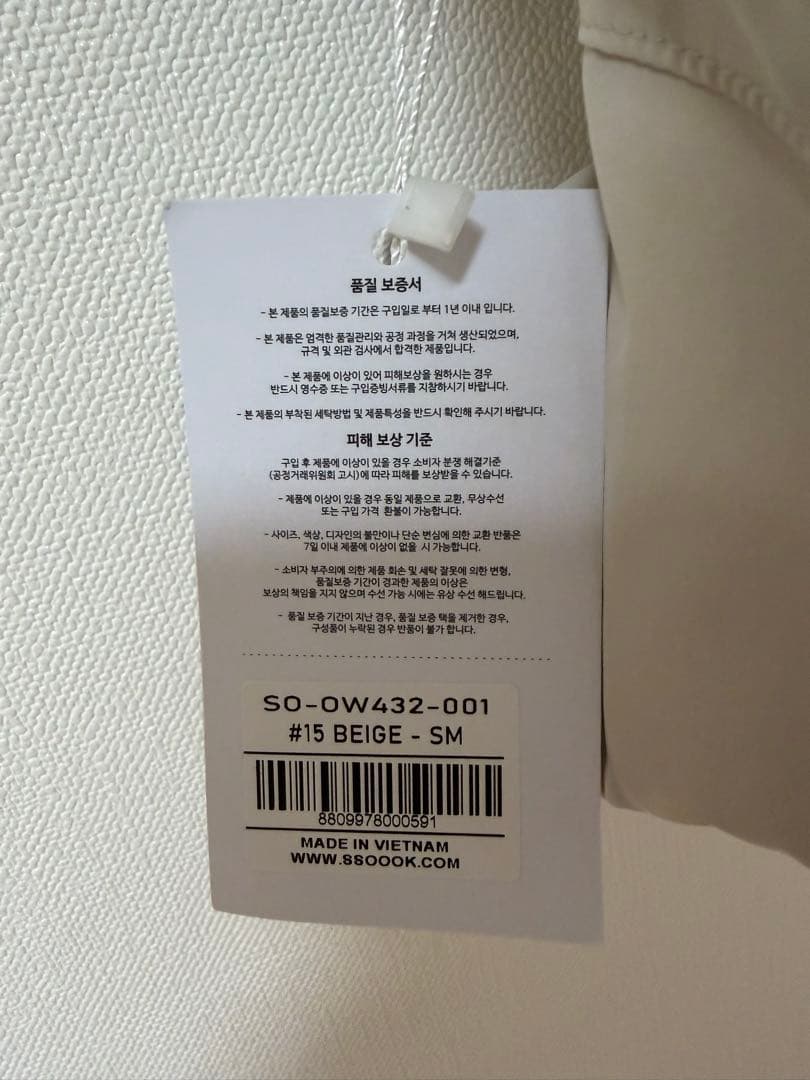 품질 보증서
- 본 제품의 품질보증 기간은 구입일로 부터 1년 이내 입니다.
- 본 제품은 엄격한 품질관리와 공정 과정을 거쳐 생산되었으며,
규격 및 외관 검사에서 합격한 제품입니다.
- 본 제품에 이상이 있어 피해보상을 원하시는 경우
반드시 영수증 또는 구입증빙서류를 지참하시기 바랍니다.
- 본 제품의 부착된 세탁방법 및 제품특성을 반드시 확인해 주시기 바랍니다.
피해 보상 기준
구입 후 제품에 이상이 있을 경우 소비자 분쟁 해결기준
(공정거래위원회 고시)에 따라 피해를 보상받을 수 있습니다.
- 제품에 이상이 있을 경우 동일 제품으로 교환, 무상수선
또는 구입 가격 환불이 가능합니다.
- 사이즈, 색상, 디자인의 불만이나 단순 변심에 의한 교환 반품은
7일 이내 제품에 이상이 없을 시 가능합니다.
- 소비자 부주의에 의한 제품 훼손 및 세탁 잘못에 의한 변형,
품질보증 기간이 경과한 제품의 이상은
보상의 책임을 지지 않으며 수선 가능 시에는 유상 수선 해드립니다.
- 품질 보증 기간이 지난 경우, 품질 보증 택을 제거한 경우,
구성품이 누락된 경우 반품이 불가 합니다.
SO-OW432-001
#15 BEIGE - SM
8809978000591
MADE IN VIETNAM
WWW.SSOOOK.COM